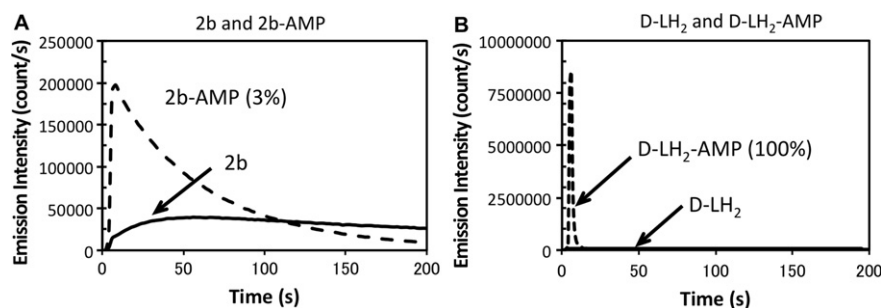 A
2b and 2b-AMP
Emission Intensity (count/s)
250000
200000
150000
100000
50000
0
2b-AMP (3%)
2b
0 50 100 150 200
Time (s)
B
D-LH₂ and D-LH₂-AMP
Emission Intensity (count/s)
10000000
7500000
5000000
2500000
0
D-LH₂-AMP (100%)
D-LH₂
0 50 100 150 200
Time (s)